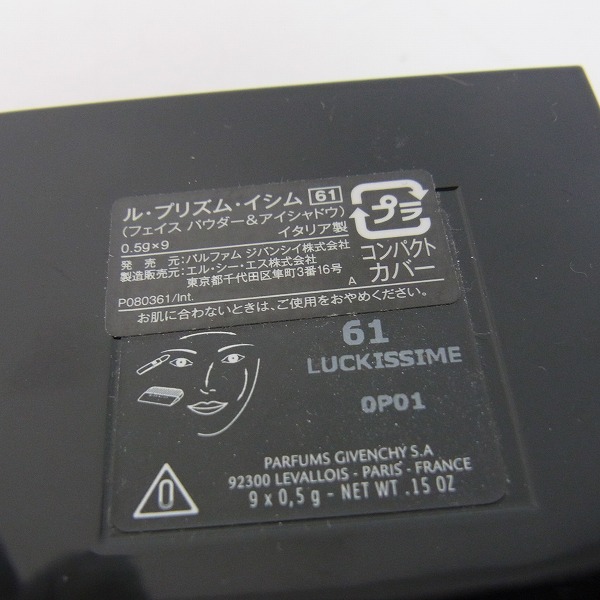 ル・プリズム・イシム 61
(フェイス パウダー&アイシャドウ)
0.5g×9 イタリア製
発 売 元:パルファム ジバンシイ株式会社
製造販売元:エル・シー・エス株式会社
東京都千代田区隼町3番16号
P080361/Int. A
お肌に合わないときは、ご使用をおやめください。
プラ
コンパクト
カバー
61
LUCKISSIME
0P01
PARFUMS GIVENCHY S.A
92300 LEVALLOIS - PARIS - FRANCE
9 x 0,5 g - NET WT .15 OZ
0